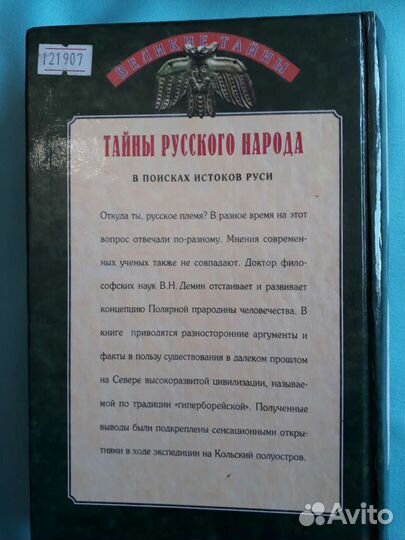 121907
ВЕЛИКИЕ ТАЙНЫ
ТАЙНЫ РУССКОГО НАРОДА
В ПОИСКАХ ИСТОКОВ РУСИ
Откуда ты, русское племя? В разное время на этот
вопрос отвечали по-разному. Мнения современ-
ных ученых также не совпадают. Доктор фило-
софских наук В.Н. Демин отстаивает и развивает
концепцию Полярной прародины человечества. В
книге приводятся разносторонние аргументы и
факты в пользу существования в далеком прошлом
на Севере высокоразвитой цивилизации, называе-
мой по традиции «гиперборейской». Полученные
выводы были подкреплены сенсационными откры-
тиями в ходе экспедиции на Кольский полуостров.
Avito